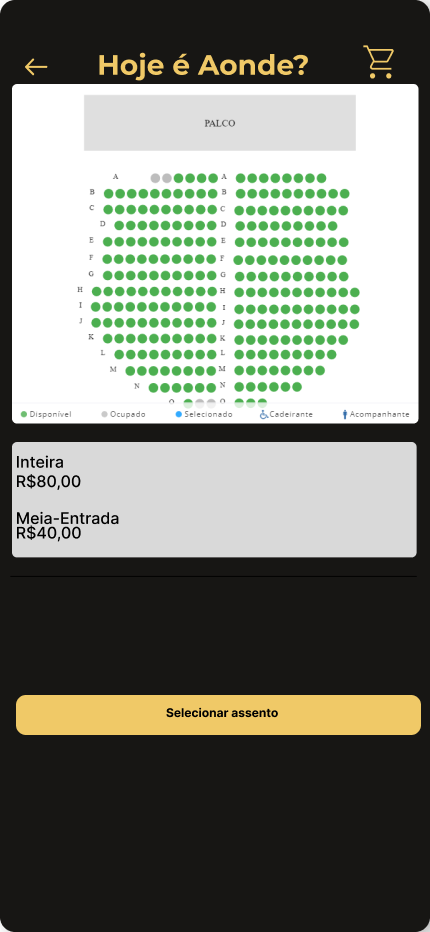 Hoje é Aonde?
PALCO
A A
B B
C C
D D
E E
F F
G G
H H
I I
J J
K K
L L
M M
N N
O O
Disponível Ocupado Selecionado Cadeirante Acompanhante
Inteira
R$80,00
Meia-Entrada
R$40,00
Selecionar assento